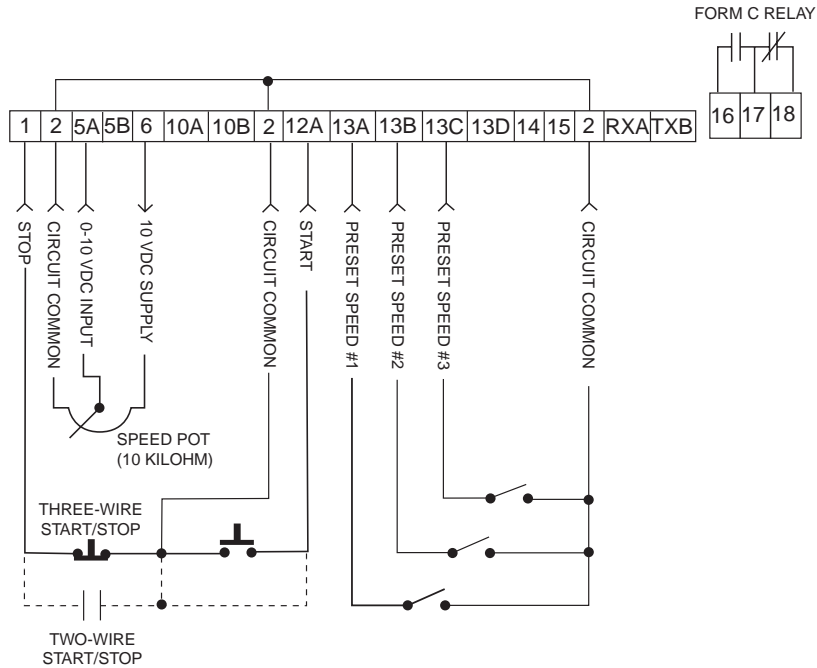 FORM C RELAY
16 17 18
1 2 5A 5B 6 10A 10B 2 12A 13A 13B 13C 13D 14 15 2 RXA TXB
STOP
CIRCUIT COMMON
0-10 VDC INPUT
10 VDC SUPPLY
CIRCUIT COMMON
START
PRESET SPEED #1
PRESET SPEED #2
PRESET SPEED #3
CIRCUIT COMMON
SPEED POT
(10 KILOHM)
THREE-WIRE
START/STOP
TWO-WIRE
START/STOP